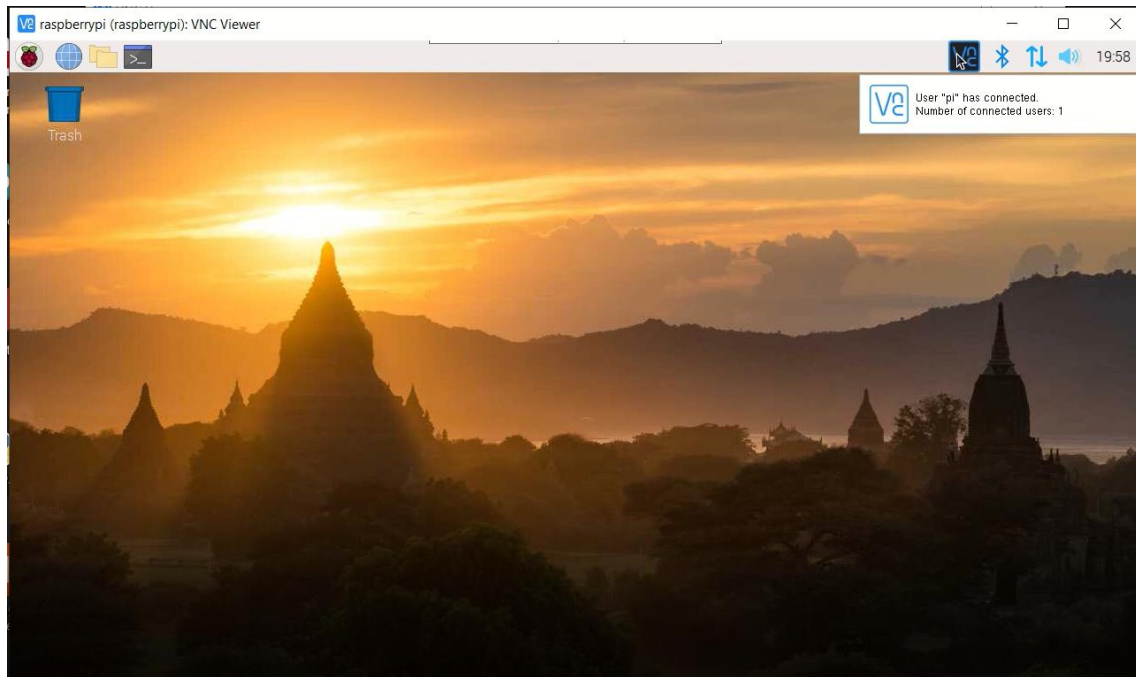 raspberrypi (raspberrypi): VNC Viewer
19:58
User "pi" has connected.
Number of connected users: 1
Trash